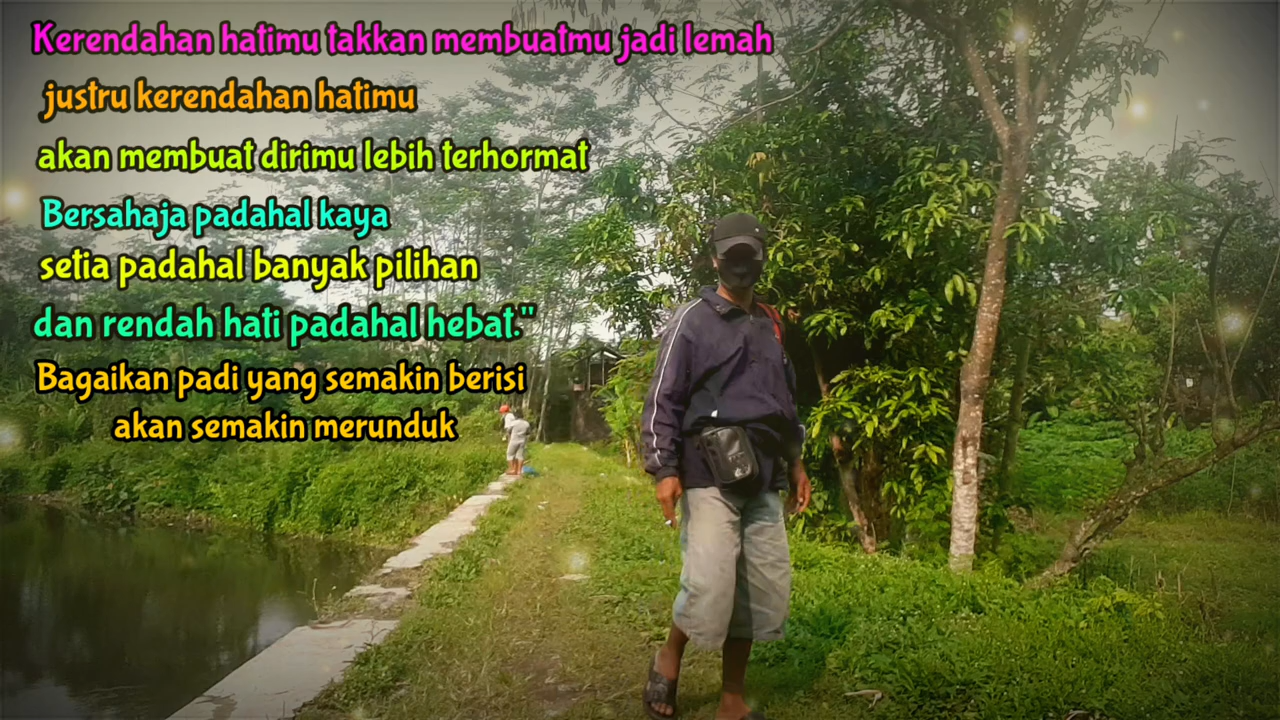 Kerendahan hatimu takkan membuatmu jadi lemah
justru kerendahan hatimu
akan membuat dirimu lebih terhormat
Bersahaja padahal kaya
setia padahal banyak pilihan
dan rendah hati padahal hebat."
Bagaikan padi yang semakin berisi
akan semakin merunduk